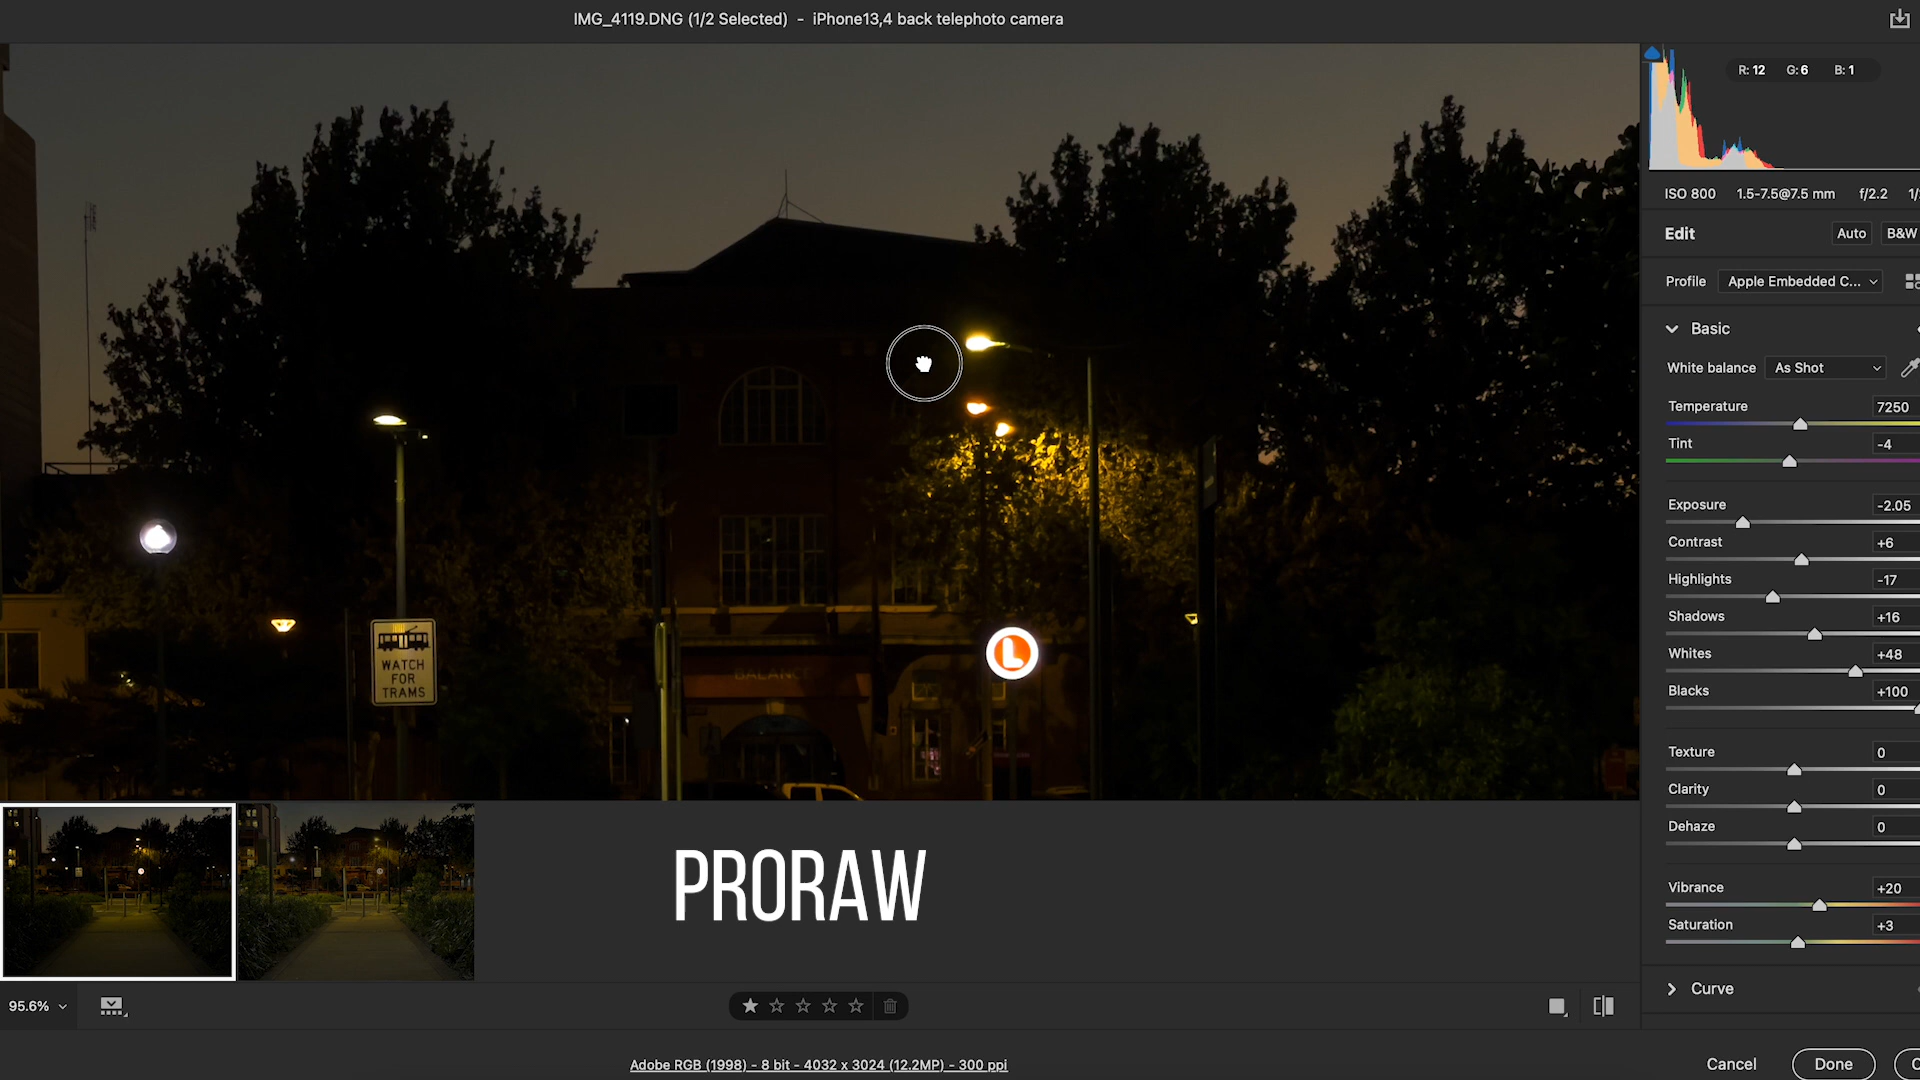 IMG_4119.DNG (1/2 Selected) - iPhone13,4 back telephoto camera
R: 12 G: 6 B: 1
ISO 800 1.5-7.5@7.5 mm f/2.2 1/
Edit Auto B&W
Profile Apple Embedded C...
Basic
White balance As Shot
Temperature 7250
Tint -4
Exposure -2.05
Contrast +6
Highlights -17
Shadows +16
Whites +48
Blacks +100
Texture 0
Clarity 0
Dehaze 0
Vibrance +20
Saturation +3
Curve
WATCH
FOR
TRAMS
L
BALANCE
PRORAW
95.6%
Adobe RGB (1998) - 8 bit - 4032 x 3024 (12.2MP) - 300 ppi
Cancel Done